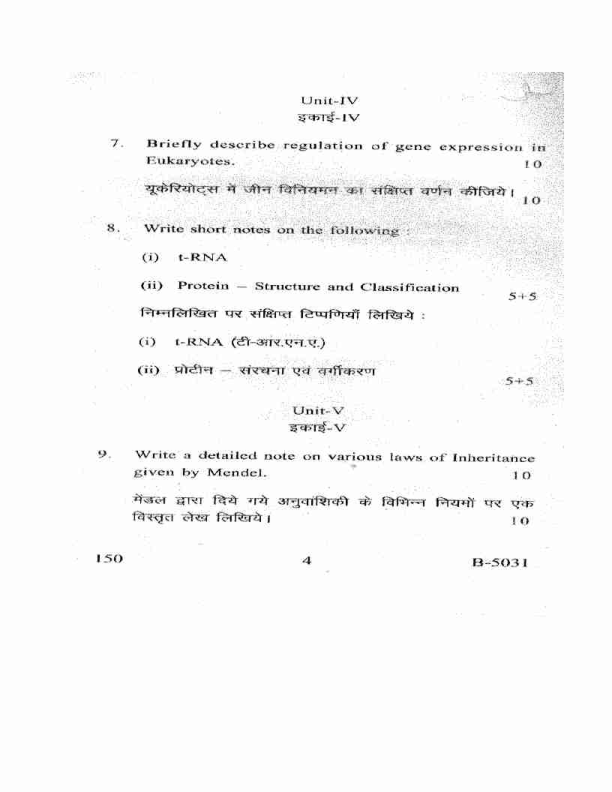 Unit-IV
इकाई-IV
7. Briefly describe regulation of gene expression in
Eukaryotes. 10
यूकेरियोट्स में जीन विनियमन का संक्षिप्त वर्णन कीजिये। 10
8. Write short notes on the following :
(i) t-RNA
(ii) Protein – Structure and Classification 5+5
निम्नलिखित पर संक्षिप्त टिप्पणियाँ लिखिये :
(i) t-RNA (टी-आर.एन.ए.)
(ii) प्रोटीन – संरचना एवं वर्गीकरण 5+5
Unit-V
इकाई-V
9. Write a detailed note on various laws of Inheritance
given by Mendel. 10
मेंडल द्वारा दिये गये अनुवांशिकी के विभिन्न नियमों पर एक
विस्तृत लेख लिखिये। 10
150 4 B-5031